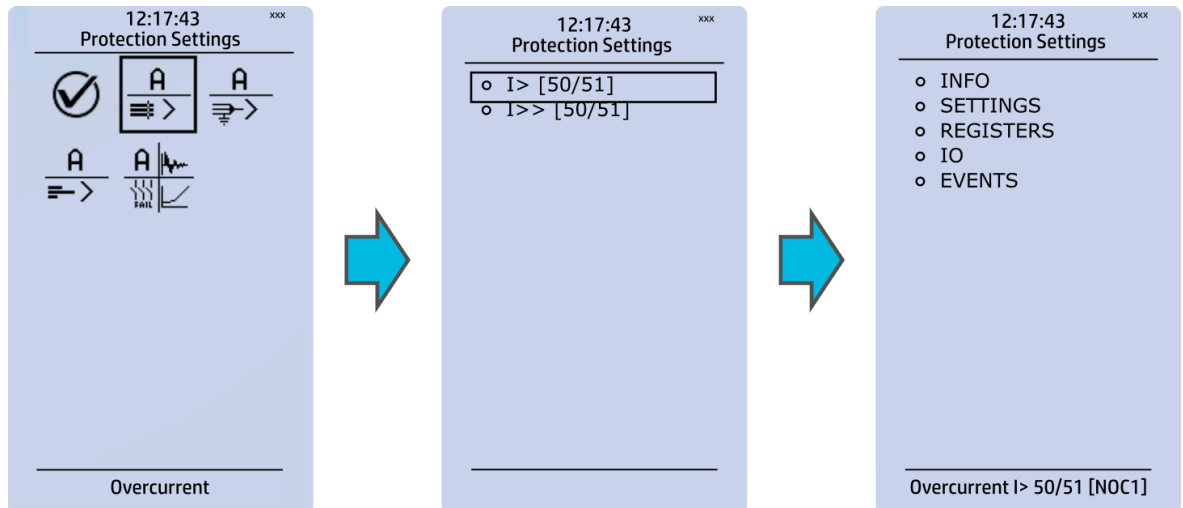 12:17:43 xxx
Protection Settings
A
A
A
A
FAIL
Overcurrent
12:17:43 xxx
Protection Settings
I> [50/51]
I>> [50/51]
12:17:43 xxx
Protection Settings
INFO
SETTINGS
REGISTERS
IO
EVENTS
Overcurrent I> 50/51 [NOC1]